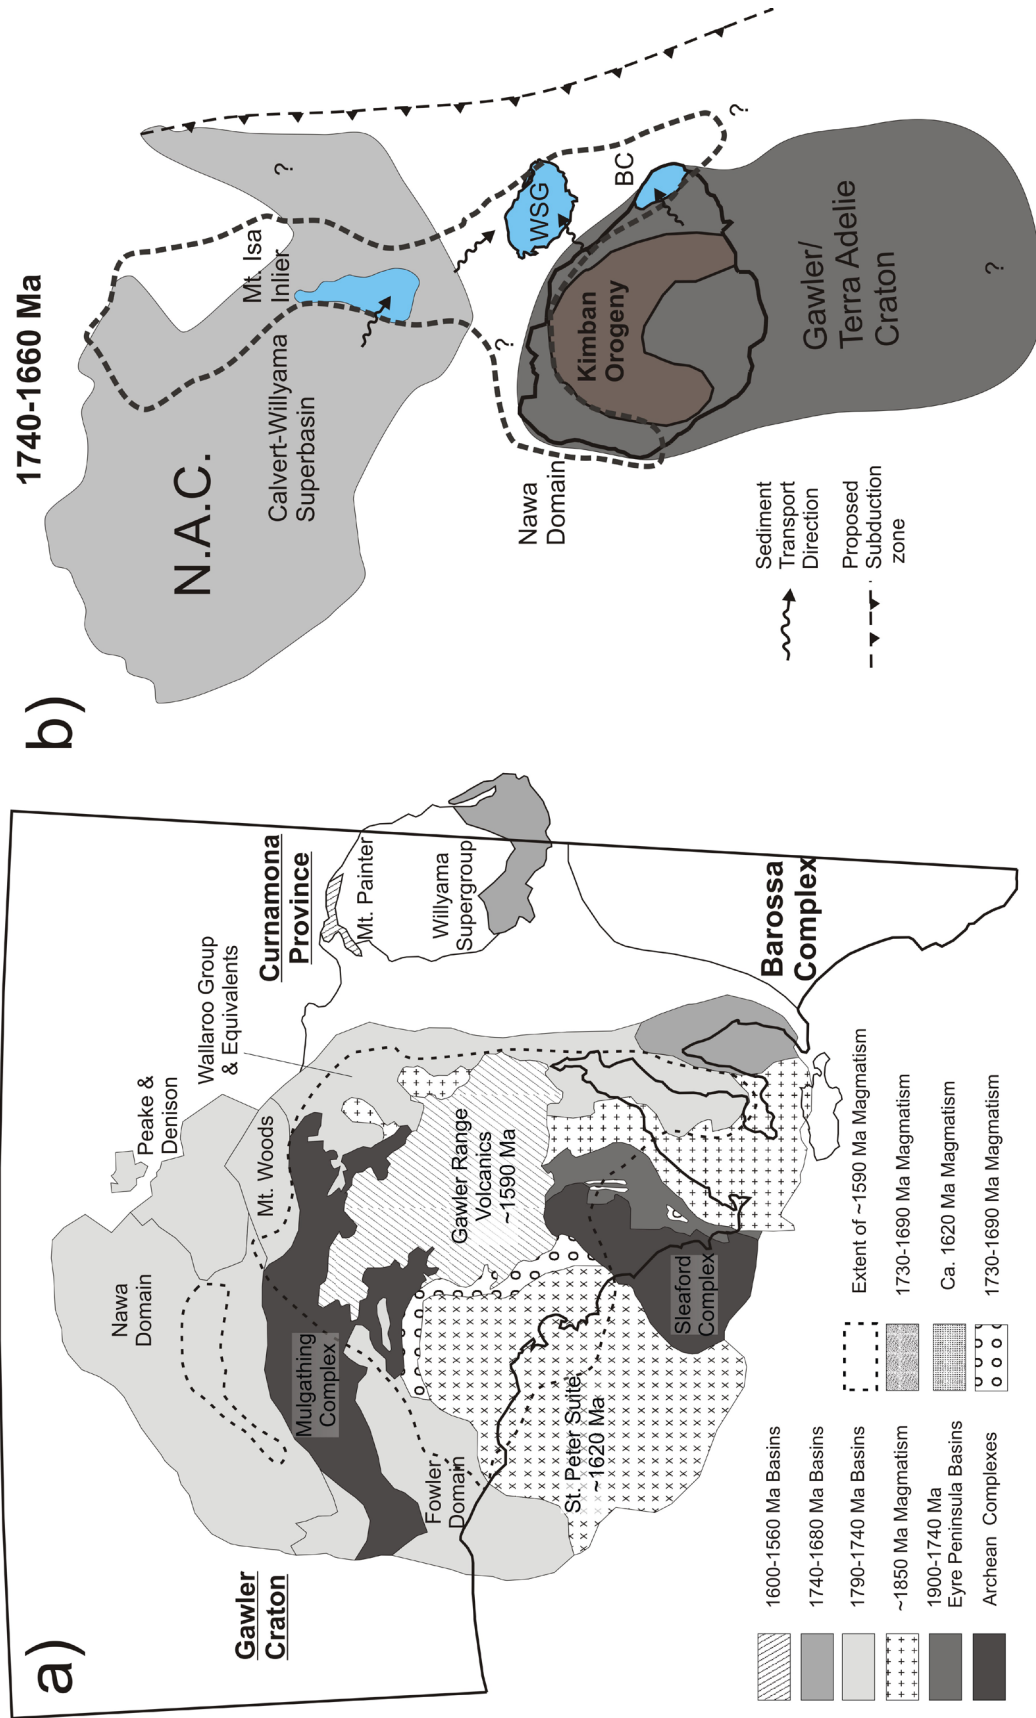 a)
Gawler
Craton
Nawa
Domain
Peake &
Denison
Wallaroo Group
& Equivalents
Curnamona
Province
Mt. Painter
Willyama
Supergroup
Mt. Woods
Mulgathing
Complex
Fowler
Domain
Gawler Range
Volcanics
~1590 Ma
St. Peter Suite
~1620 Ma
Sleaford
Complex
Barossa
Complex
1600-1560 Ma Basins
1740-1680 Ma Basins
1790-1740 Ma Basins
~1850 Ma Magmatism
1900-1740 Ma
Eyre Peninsula Basins
Archean Complexes
Extent of ~1590 Ma Magmatism
1730-1690 Ma Magmatism
Ca. 1620 Ma Magmatism
1730-1690 Ma Magmatism
b)
1740-1660 Ma
N.A.C.
Calvert-Willyama
Superbasin
Mt. Isa
Inlier
?
?
WSG
BC
?
Nawa
Domain
Kimban
Orogeny
Gawler/
Terra Adelie
Craton
?
Sediment
Transport
Direction
Proposed
Subduction
zone